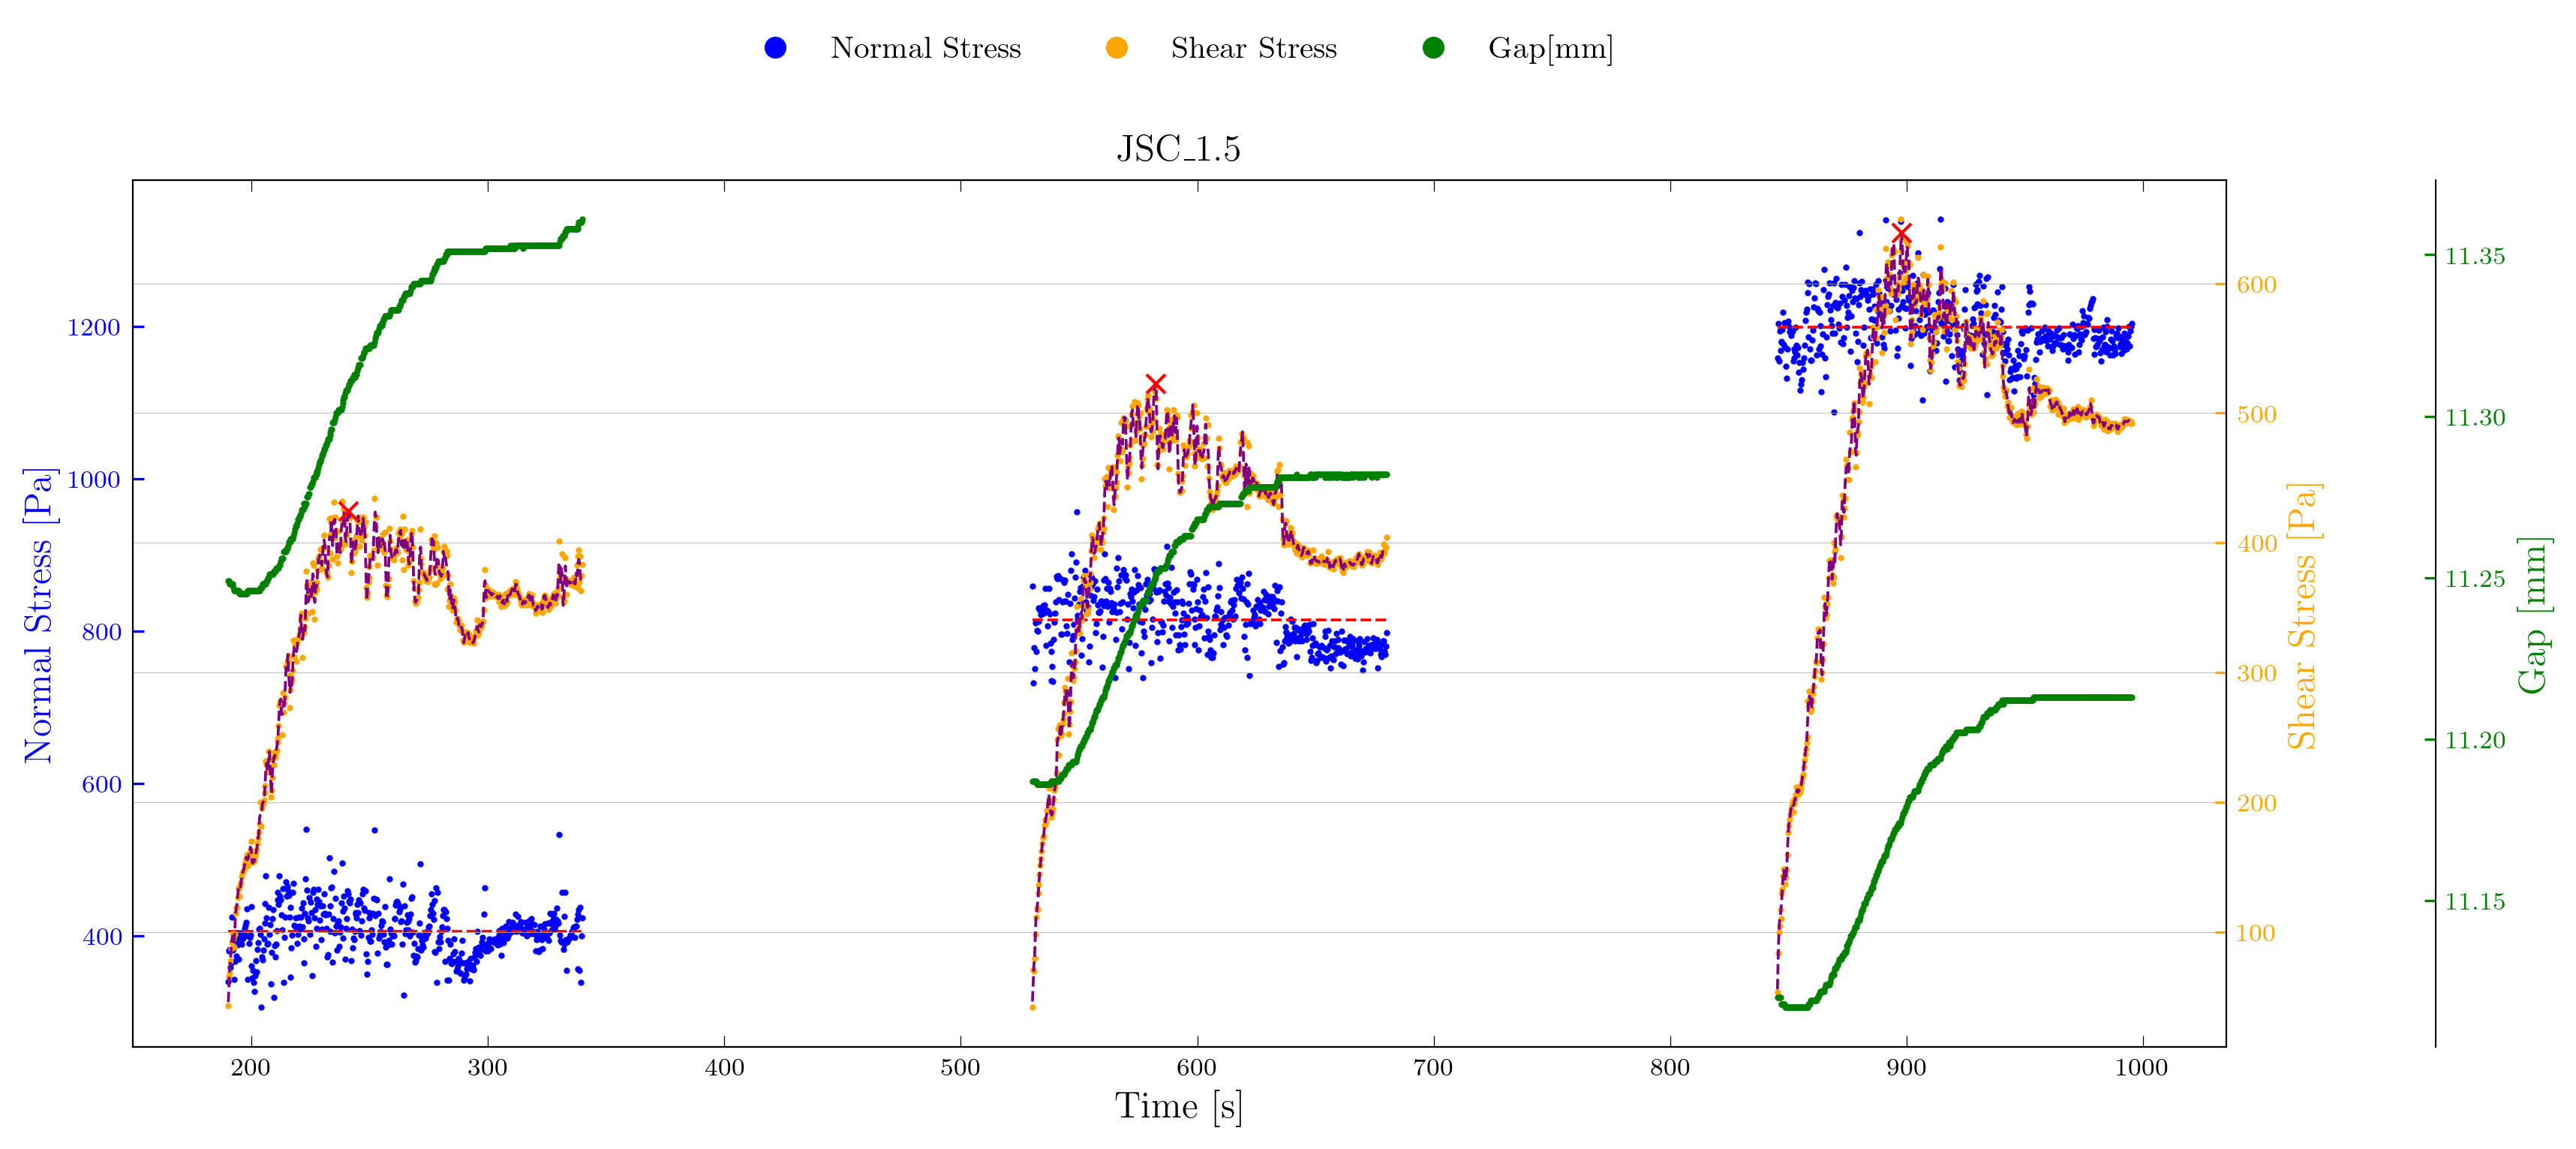 Normal Stress Shear Stress Gap[mm]
JSC_1.5
Normal Stress [Pa]
1200
1000
800
600
400
600
500
400
300
200
100
Shear Stress [Pa]
11.35
11.30
11.25
11.20
11.15
Gap [mm]
200 300 400 500 600 700 800 900 1000
Time [s]